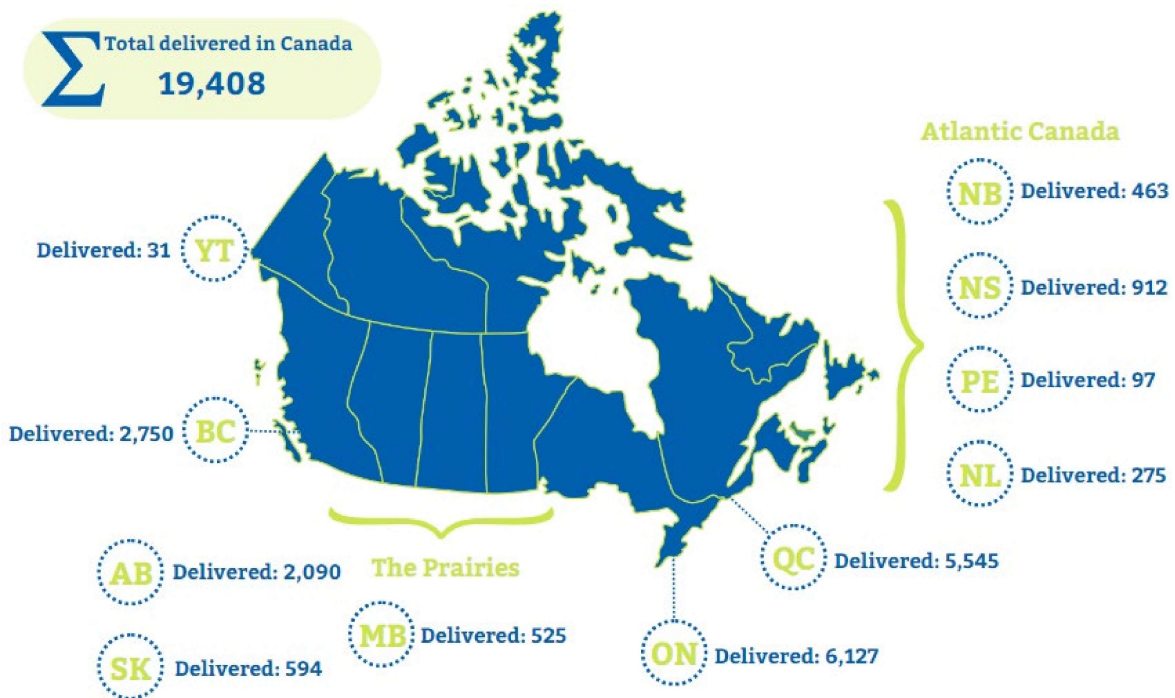 Σ
Total delivered in Canada
19,408
Atlantic Canada
NB Delivered: 463
NS Delivered: 912
PE Delivered: 97
NL Delivered: 275
YT Delivered: 31
BC Delivered: 2,750
The Prairies
AB Delivered: 2,090
SK Delivered: 594
MB Delivered: 525
ON Delivered: 6,127
QC Delivered: 5,545